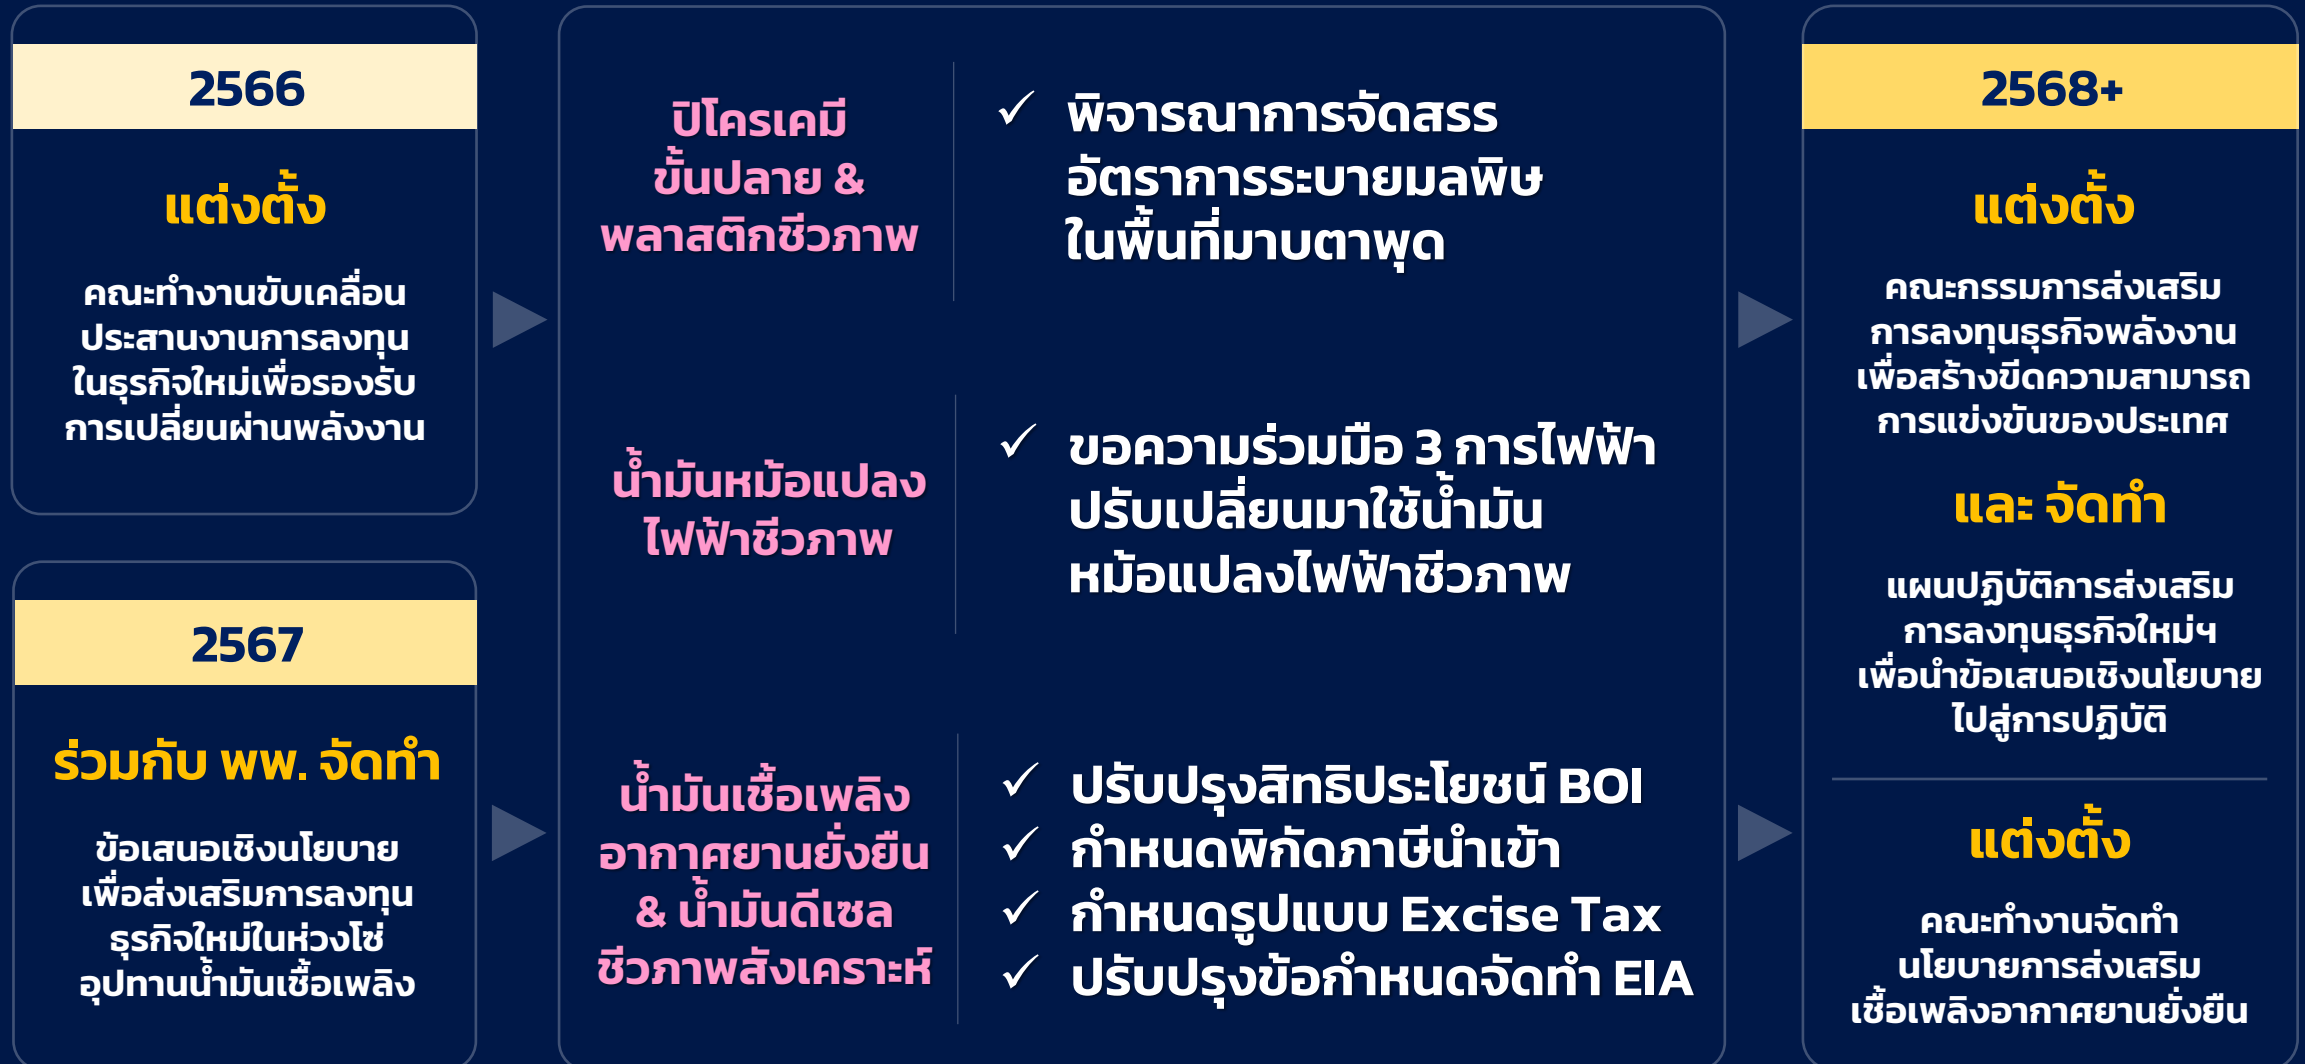 2566
แต่งตั้ง
คณะทำงานขับเคลื่อน
ประสานงานการลงทุน
ในธุรกิจใหม่เพื่อรองรับ
การเปลี่ยนผ่านพลังงาน
2567
ร่วมกับ พพ. จัดทำ
ข้อเสนอเชิงนโยบาย
เพื่อส่งเสริมการลงทุน
ธุรกิจใหม่ในห่วงโซ่
อุปทานน้ำมันเชื้อเพลิง
ปิโครเคมี
ขั้นปลาย &
พลาสติกชีวภาพ
✓ พิจารณาการจัดสรร
อัตราการระบายมลพิษ
ในพื้นที่มาบตาพุด
น้ำมันหม้อแปลง
ไฟฟ้าชีวภาพ
✓ ขอความร่วมมือ 3 การไฟฟ้า
ปรับเปลี่ยนมาใช้น้ำมัน
หม้อแปลงไฟฟ้าชีวภาพ
น้ำมันเชื้อเพลิง
อากาศยานยั่งยืน
& น้ำมันดีเซล
ชีวภาพสังเคราะห์
✓ ปรับปรุงสิทธิประโยชน์ BOI
✓ กำหนดพิกัดภาษีนำเข้า
✓ กำหนดรูปแบบ Excise Tax
✓ ปรับปรุงข้อกำหนดจัดทำ EIA
2568+
แต่งตั้ง
คณะกรรมการส่งเสริม
การลงทุนธุรกิจพลังงาน
เพื่อสร้างขีดความสามารถ
การแข่งขันของประเทศ
และ จัดทำ
แผนปฏิบัติการส่งเสริม
การลงทุนธุรกิจใหม่ฯ
เพื่อนำข้อเสนอเชิงนโยบาย
ไปสู่การปฏิบัติ
แต่งตั้ง
คณะทำงานจัดทำ
นโยบายการส่งเสริม
เชื้อเพลิงอากาศยานยั่งยืน